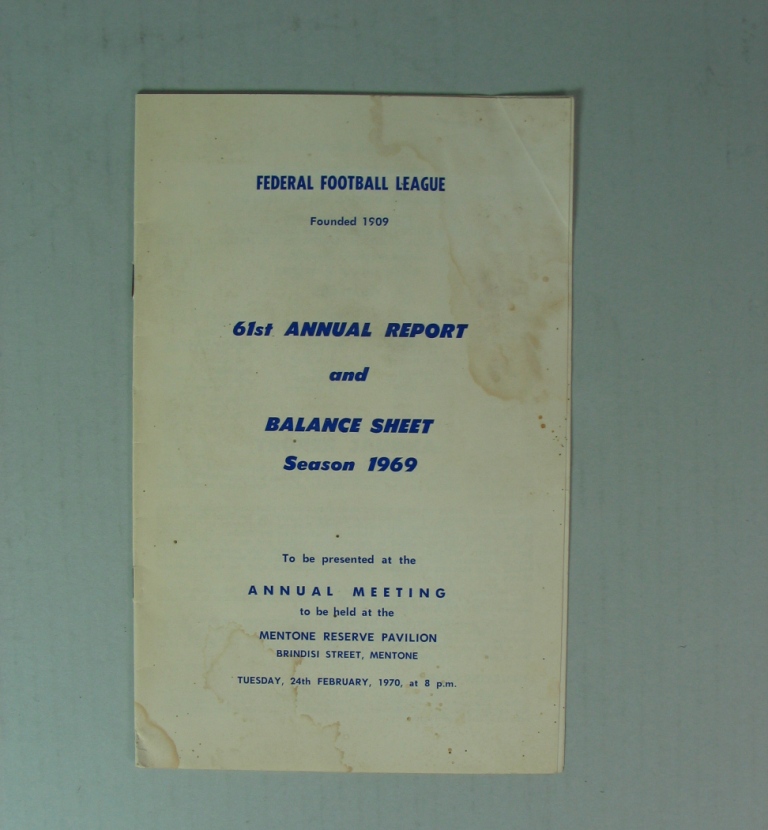 FEDERAL FOOTBALL LEAGUE
Founded 1909
61st ANNUAL REPORT
and
BALANCE SHEET
Season 1969
To be presented at the
ANNUAL MEETING
to be held at the
MENTONE RESERVE PAVILION
BRINDISI STREET, MENTONE
TUESDAY, 24th FEBRUARY, 1970, at 8 p.m.